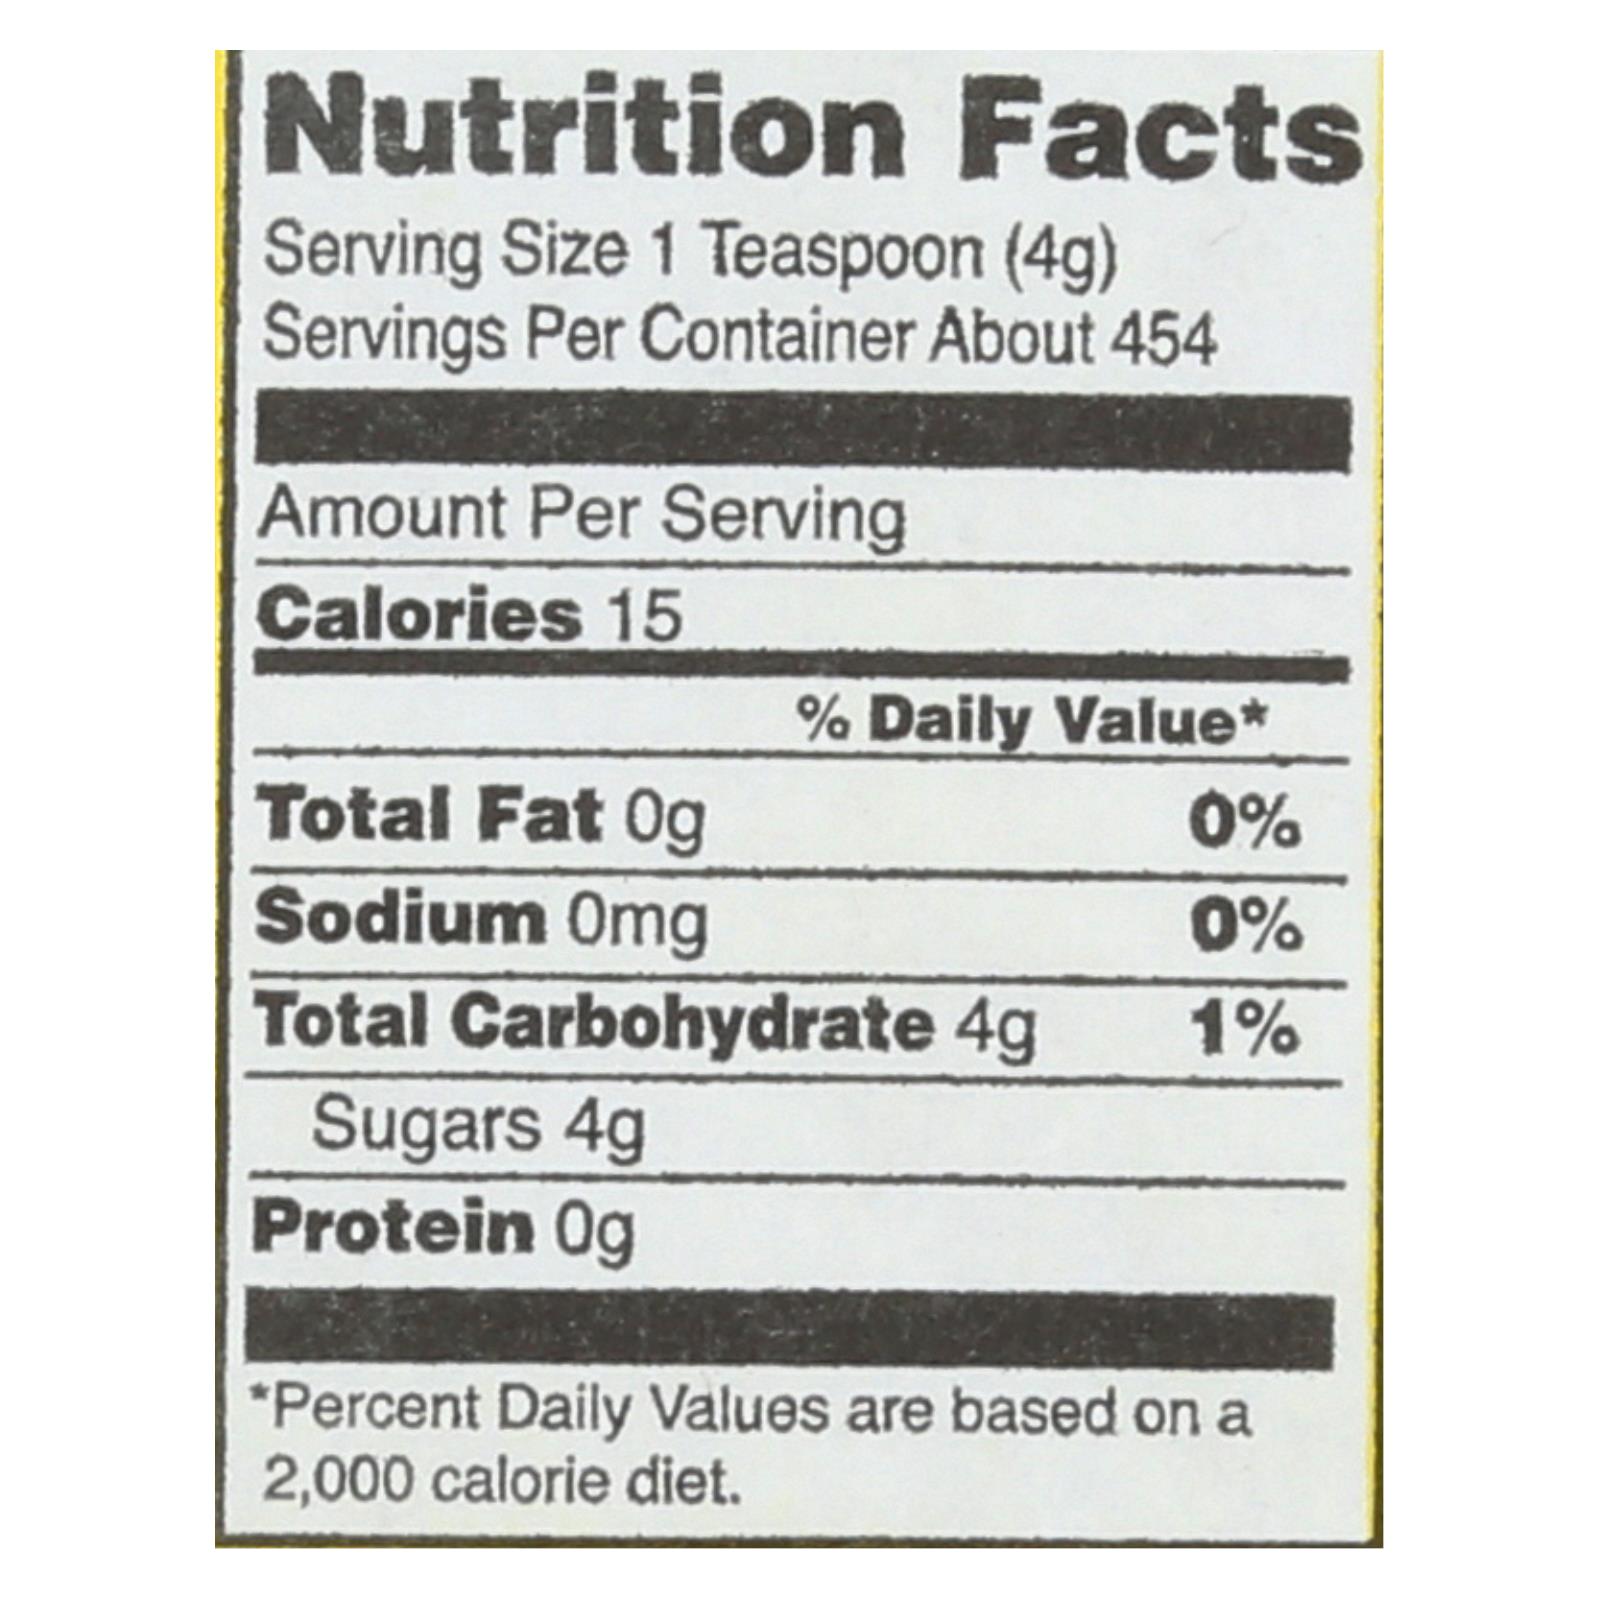 Nutrition Facts
Serving Size 1 Teaspoon (4g)
Servings Per Container About 454
Amount Per Serving
Calories 15
% Daily Value*
Total Fat 0g 0%
Sodium 0mg 0%
Total Carbohydrate 4g 1%
Sugars 4g
Protein 0g
*Percent Daily Values are based on a
2,000 calorie diet.